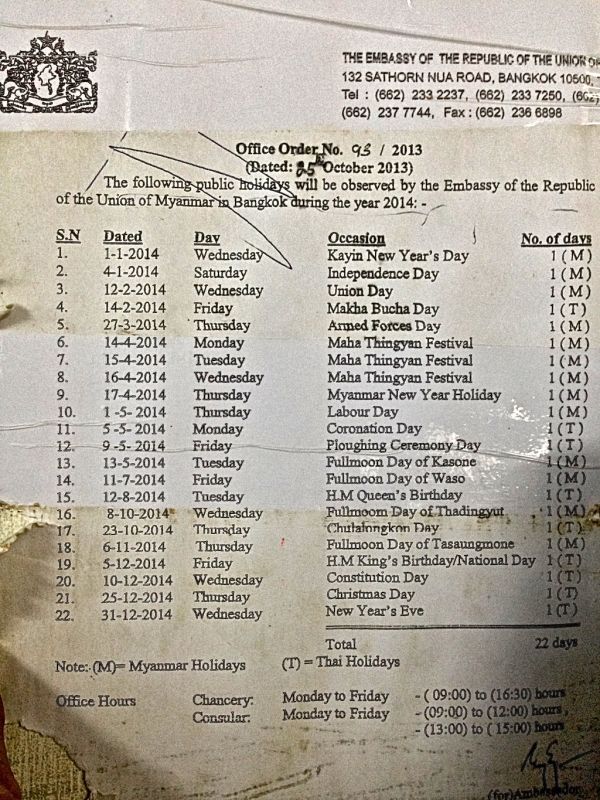 THE EMBASSY OF THE REPUBLIC OF THE UNION OF
132 SATHORN NUA ROAD, BANGKOK 10500,
Tel : (662) 233 2237, (662) 233 7250, (662)
(662) 237 7744, Fax : (662) 236 6898
Office Order No. 93 / 2013
(Dated: 25 October 2013)
The following public holidays will be observed by the Embassy of the Republic
of the Union of Myanmar in Bangkok during the year 2014: -
S.N Dated Day Occasion No. of days
1. 1-1-2014 Wednesday Kayin New Year's Day 1 (M)
2. 4-1-2014 Saturday Independence Day 1 (M)
3. 12-2-2014 Wednesday Union Day 1 (M)
4. 14-2-2014 Friday Makha Bucha Day 1 (T)
5. 27-3-2014 Thursday Armed Forces Day 1 (M)
6. 14-4-2014 Monday Maha Thingyan Festival 1 (M)
7. 15-4-2014 Tuesday Maha Thingyan Festival 1 (M)
8. 16-4-2014 Wednesday Maha Thingyan Festival 1 (M)
9. 17-4-2014 Thursday Myanmar New Year Holiday 1 (M)
10. 1 -5- 2014 Thursday Labour Day 1 (M)
11. 5 -5- 2014 Monday Coronation Day 1 (T)
12. 9 -5- 2014 Friday Ploughing Ceremony Day 1 (T)
13. 13-5-2014 Tuesday Fullmoon Day of Kasone 1 (M)
14. 11-7-2014 Friday Fullmoon Day of Waso 1 (M)
15. 12-8-2014 Tuesday H.M Queen's Birthday 1 (T)
16. 8-10-2014 Wednesday Fullmoom Day of Thadingyut 1 (M)
17. 23-10-2014 Thursday Chulalongkon Day 1 (T)
18. 6-11-2014 Thursday Fullmoon Day of Tasaungmone 1 (M)
19. 5-12-2014 Friday H.M King's Birthday/National Day 1 (T)
20. 10-12-2014 Wednesday Constitution Day 1 (T)
21. 25-12-2014 Thursday Christmas Day 1 (T)
22. 31-12-2014 Wednesday New Year's Eve 1 (T)
Total 22 days
Note:-(M)= Myanmar Holidays (T) = Thai Holidays
Office Hours Chancery: Monday to Friday - ( 09:00) to (16:30) hours
Consular: Monday to Friday - (09:00) to (12:00) hours,
- (13:00) to ( 15:00) hours
(for)Ambassador